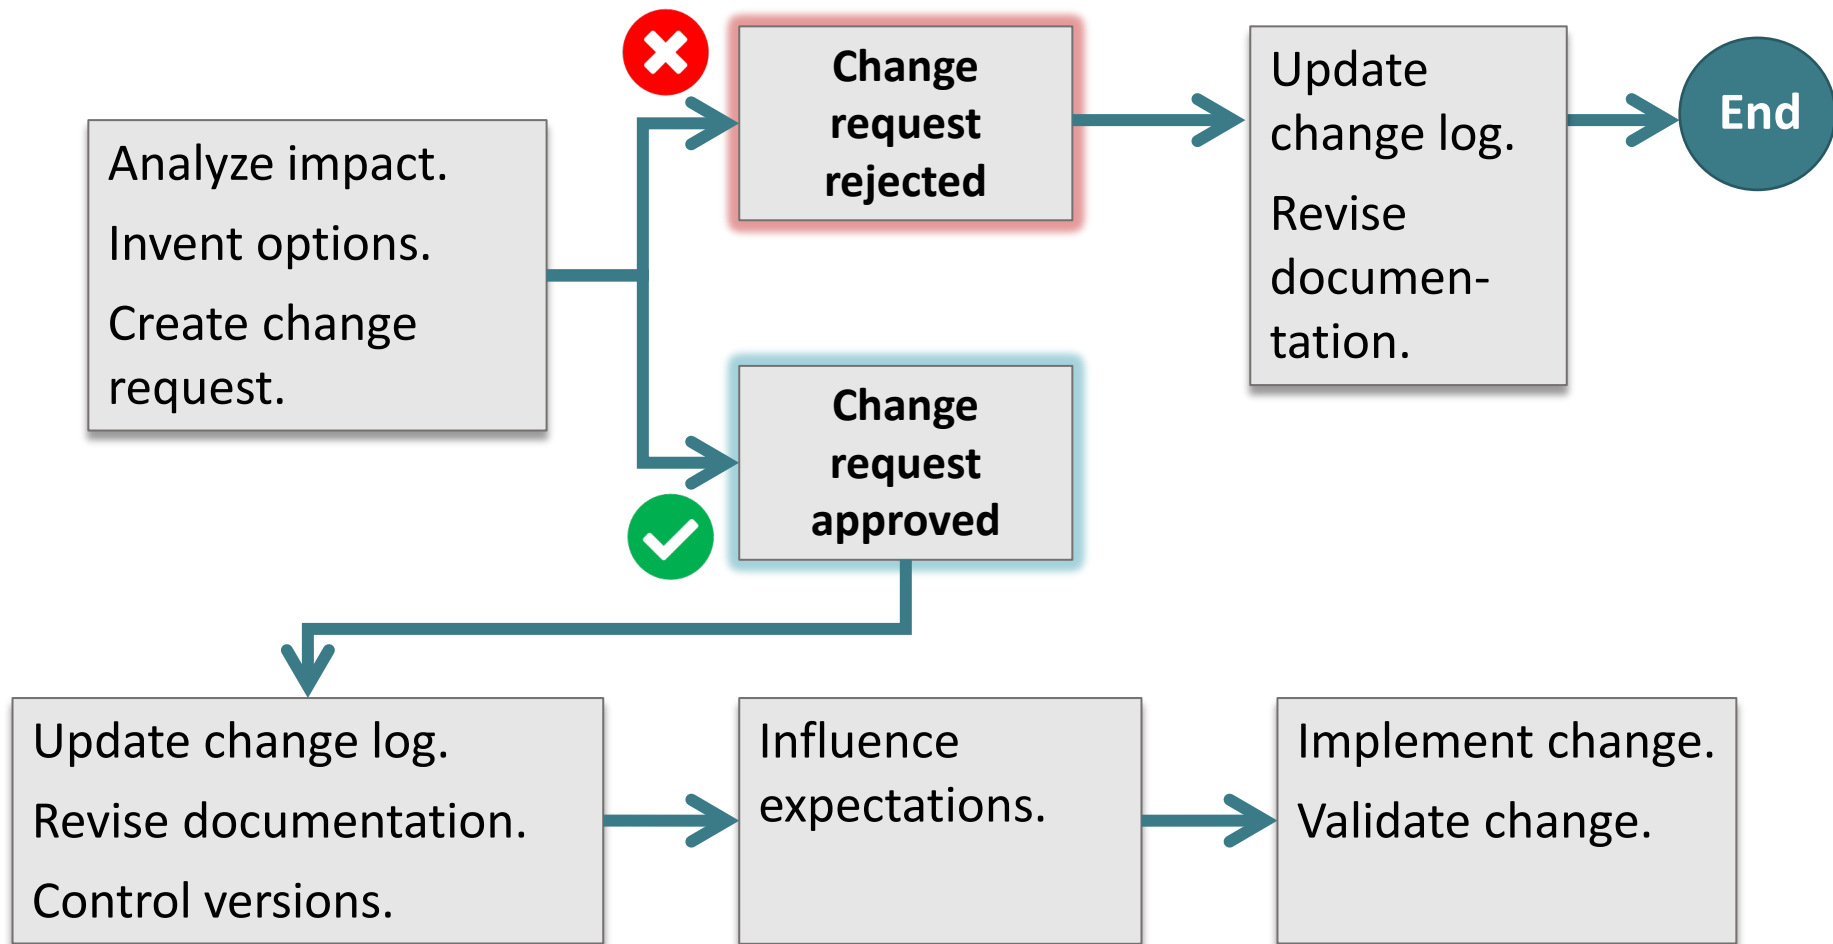 Analyze impact.
Invent options.
Create change
request.
Change
request
rejected
Update
change log.
Revise
documen-
tation.
End
Change
request
approved
Update change log.
Revise documentation.
Control versions.
Influence
expectations.
Implement change.
Validate change.